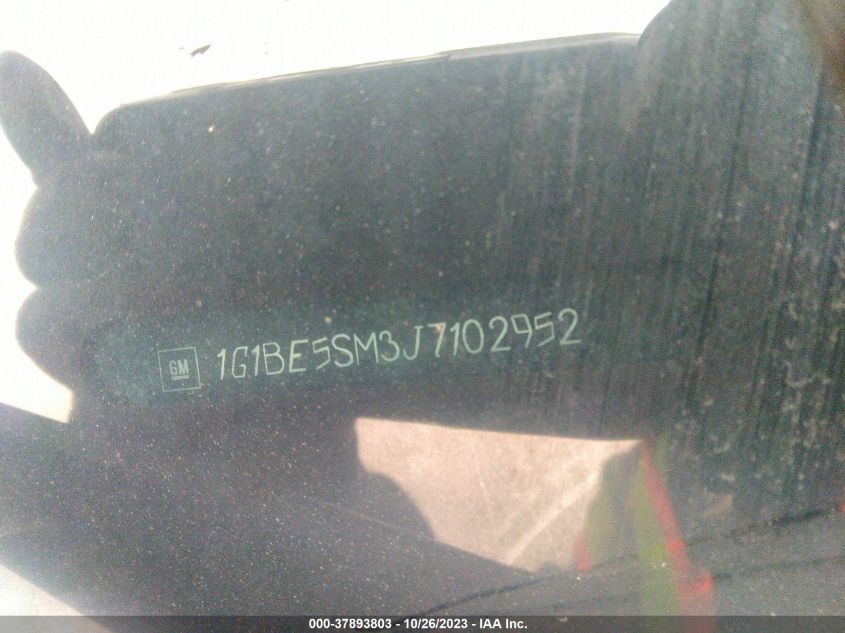 GM 1G1BE5SM3J7102952
000-37893803 - 10/26/2023 - IAA Inc.